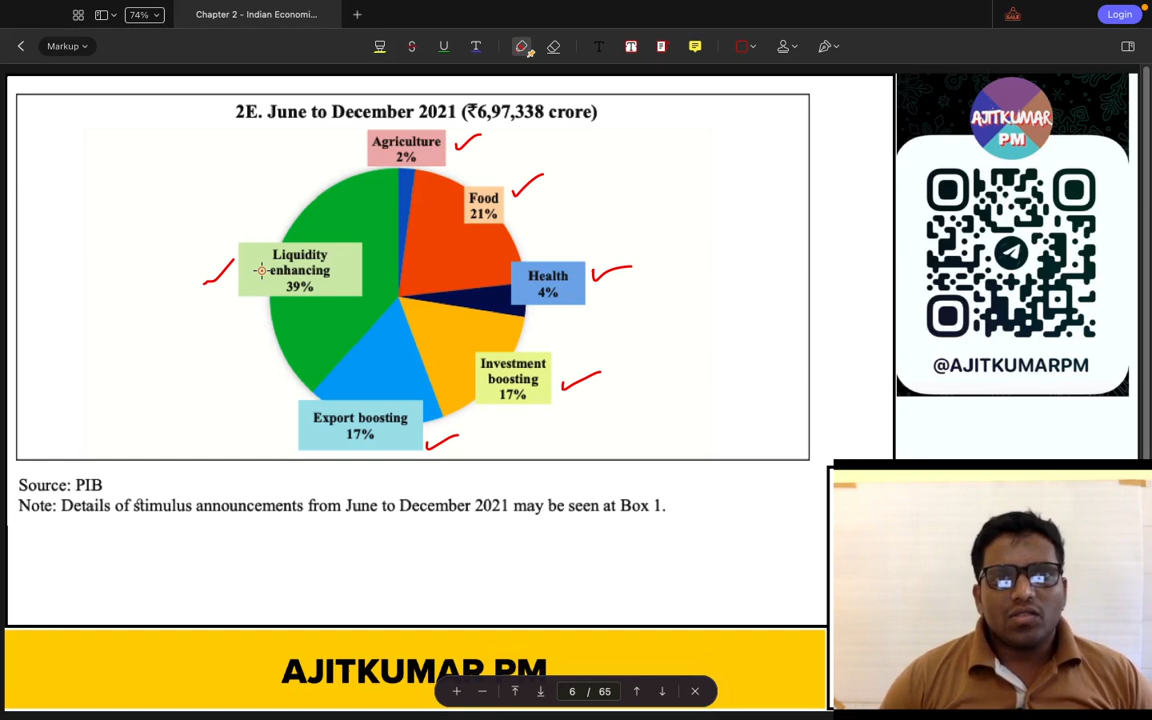 74%
Chapter 2 - Indian Economi...
SALE
Login
Markup
2E. June to December 2021 (₹6,97,338 crore)
Agriculture
2%
Food
21%
Liquidity
enhancing
39%
Health
4%
Investment
boosting
17%
Export boosting
17%
Source: PIB
Note: Details of stimulus announcements from June to December 2021 may be seen at Box 1.
AJITKUMAR
PM
@AJITKUMARPM
AJITKUMAR PM
6 / 65